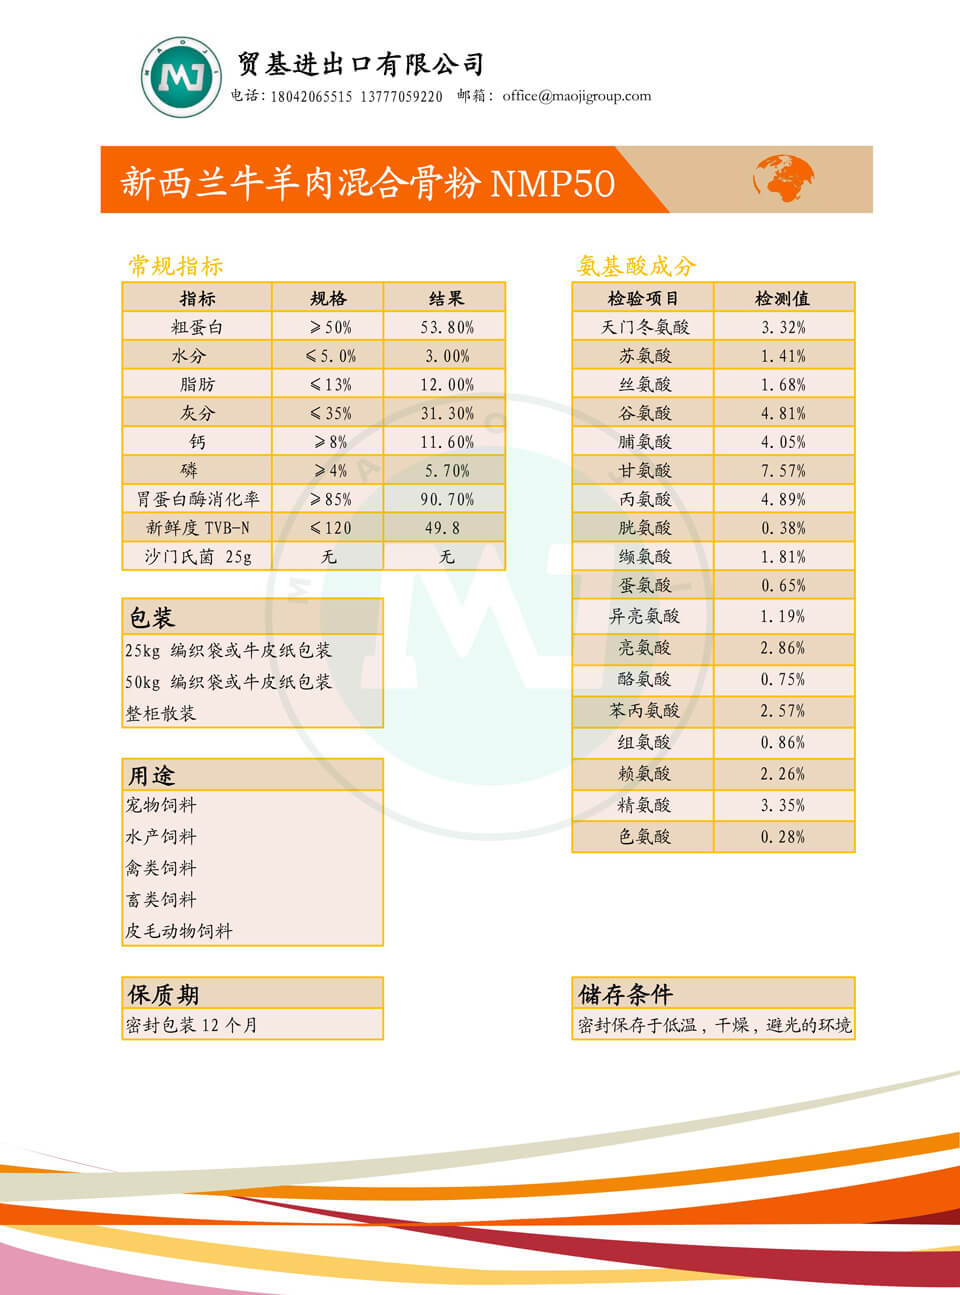 MAOJI
MJ
贸基进出口有限公司
电话：18042065515 13777059220 邮箱：office@maojigroup.com
新西兰牛羊肉混合骨粉 NMP50
常规指标
指标 规格 结果
粗蛋白 ≥50% 53.80%
水分 ≤5.0% 3.00%
脂肪 ≤13% 12.00%
灰分 ≤35% 31.30%
钙 ≥8% 11.60%
磷 ≥4% 5.70%
胃蛋白酶消化率 ≥85% 90.70%
新鲜度 TVB-N ≤120 49.8
沙门氏菌 25g 无 无
氨基酸成分
检验项目 检测值
天门冬氨酸 3.32%
苏氨酸 1.41%
丝氨酸 1.68%
谷氨酸 4.81%
脯氨酸 4.05%
甘氨酸 7.57%
丙氨酸 4.89%
胱氨酸 0.38%
缬氨酸 1.81%
蛋氨酸 0.65%
异亮氨酸 1.19%
亮氨酸 2.86%
酪氨酸 0.75%
苯丙氨酸 2.57%
组氨酸 0.86%
赖氨酸 2.26%
精氨酸 3.35%
色氨酸 0.28%
包装
25kg 编织袋或牛皮纸包装
50kg 编织袋或牛皮纸包装
整柜散装
用途
宠物饲料
水产饲料
禽类饲料
畜类饲料
皮毛动物饲料
保质期
密封包装 12 个月
储存条件
密封保存于低温，干燥，避光的环境
MAOJI
MJ